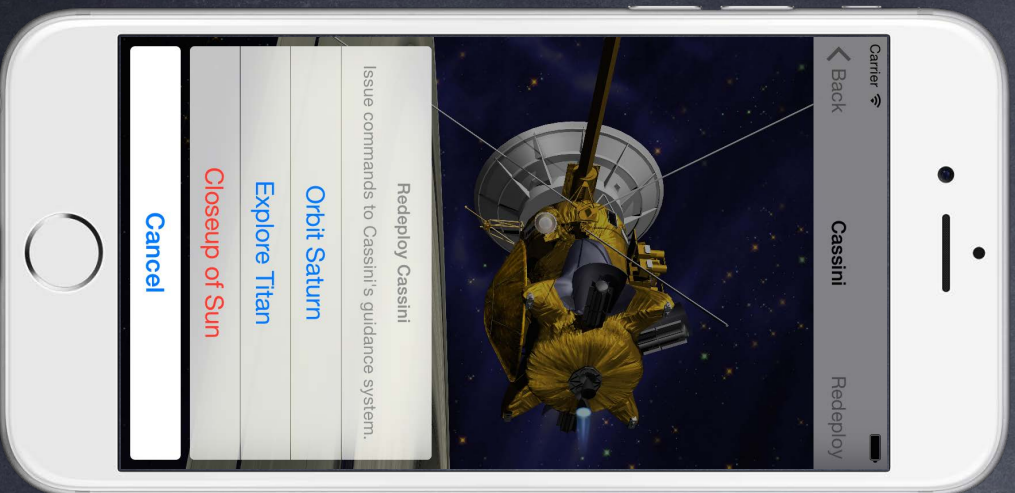 Carrier
Back
Cassini
Redeploy
Redeploy Cassini
Issue commands to Cassini's guidance system.
Orbit Saturn
Explore Titan
Closeup of Sun
Cancel